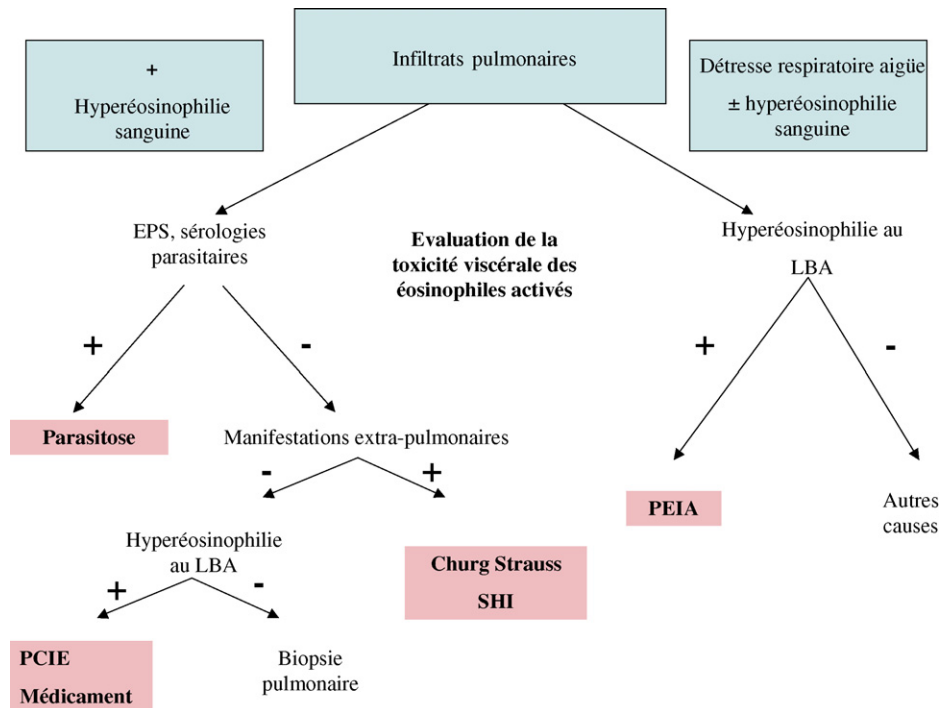 Infiltrats pulmonaires
+
Hyperéosinophilie
sanguine
Détresse respiratoire aigüe
± hyperéosinophilie
sanguine
EPS, sérologies
parasitaires
Evaluation de la
toxicité viscérale des
éosinophiles activés
Hyperéosinophilie au
LBA
+
-
+
-
Parasitose
Manifestations extra-pulmonaires
-
+
PEIA
Autres
causes
Hyperéosinophilie
au LBA
Churg Strauss
SHI
+
-
PCIE
Médicament
Biopsie
pulmonaire